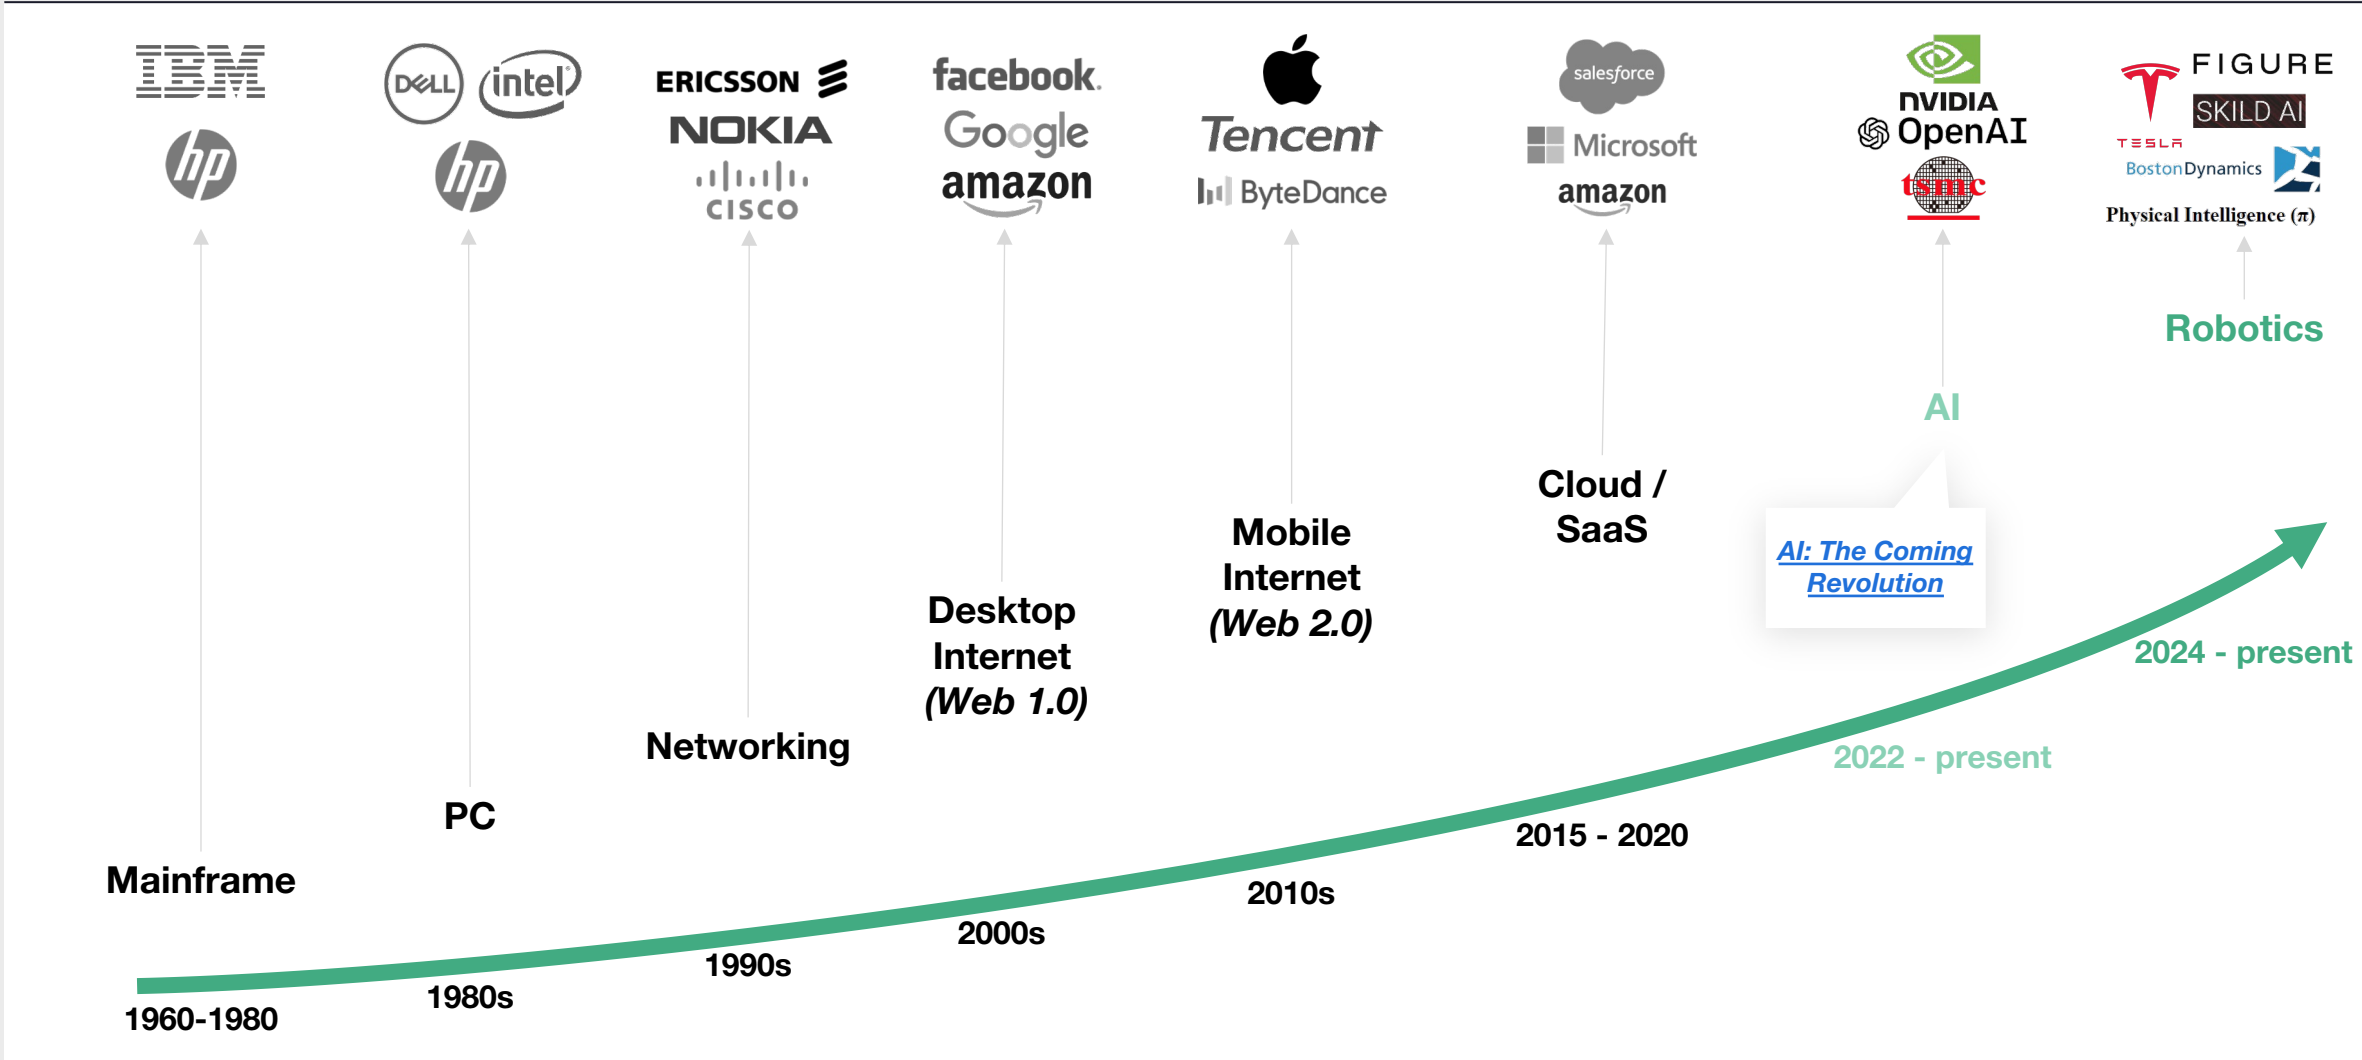 IBM
hp
DELL intel
hp
ERICSSON
NOKIA
CISCO
facebook.
Google
amazon
Tencent
ByteDance
salesforce
Microsoft
amazon
NVIDIA
OpenAI
tsmc
FIGURE
SKILD AI
TESLA
BostonDynamics
Physical Intelligence (π)
Mainframe
PC
Networking
Desktop
Internet
(Web 1.0)
Mobile
Internet
(Web 2.0)
Cloud /
SaaS
AI
AI: The Coming
Revolution
Robotics
1960-1980
1980s
1990s
2000s
2010s
2015 - 2020
2022 - present
2024 - present